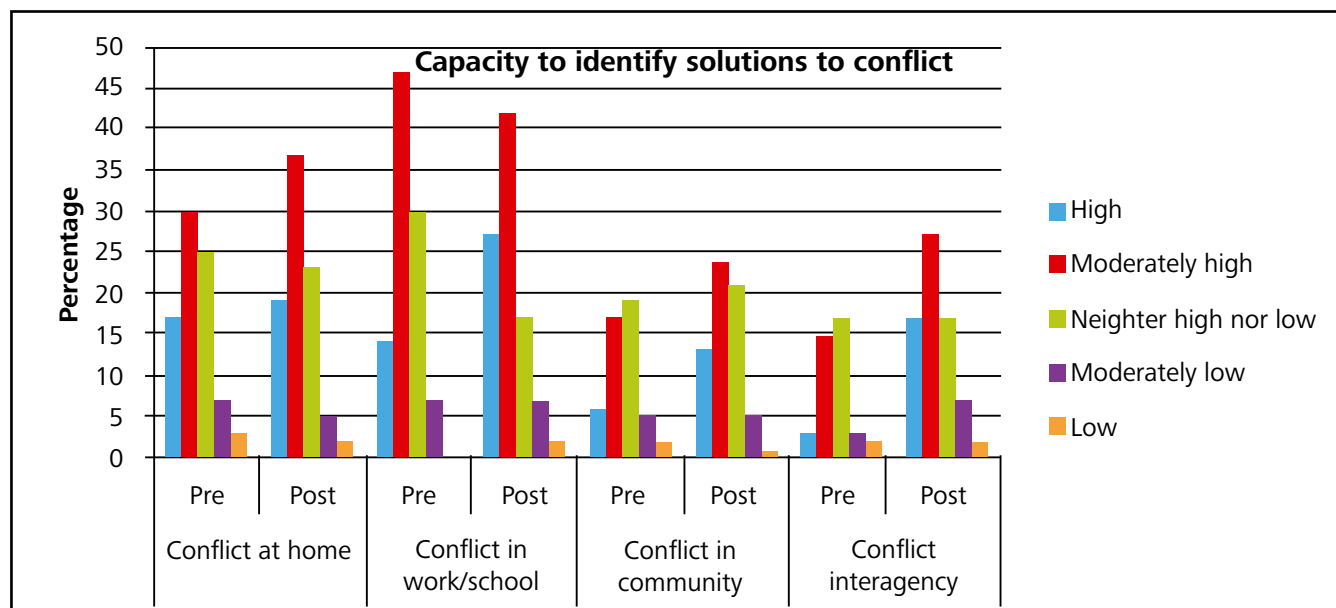 Capacity to identify solutions to conflict
Percentage
50
45
40
35
30
25
20
15
10
5
0
Pre
Post
Pre
Post
Pre
Post
Pre
Post
Conflict at home
Conflict in
work/school
Conflict in
community
Conflict
interagency
High
Moderately high
Neighter high nor low
Moderately low
Low